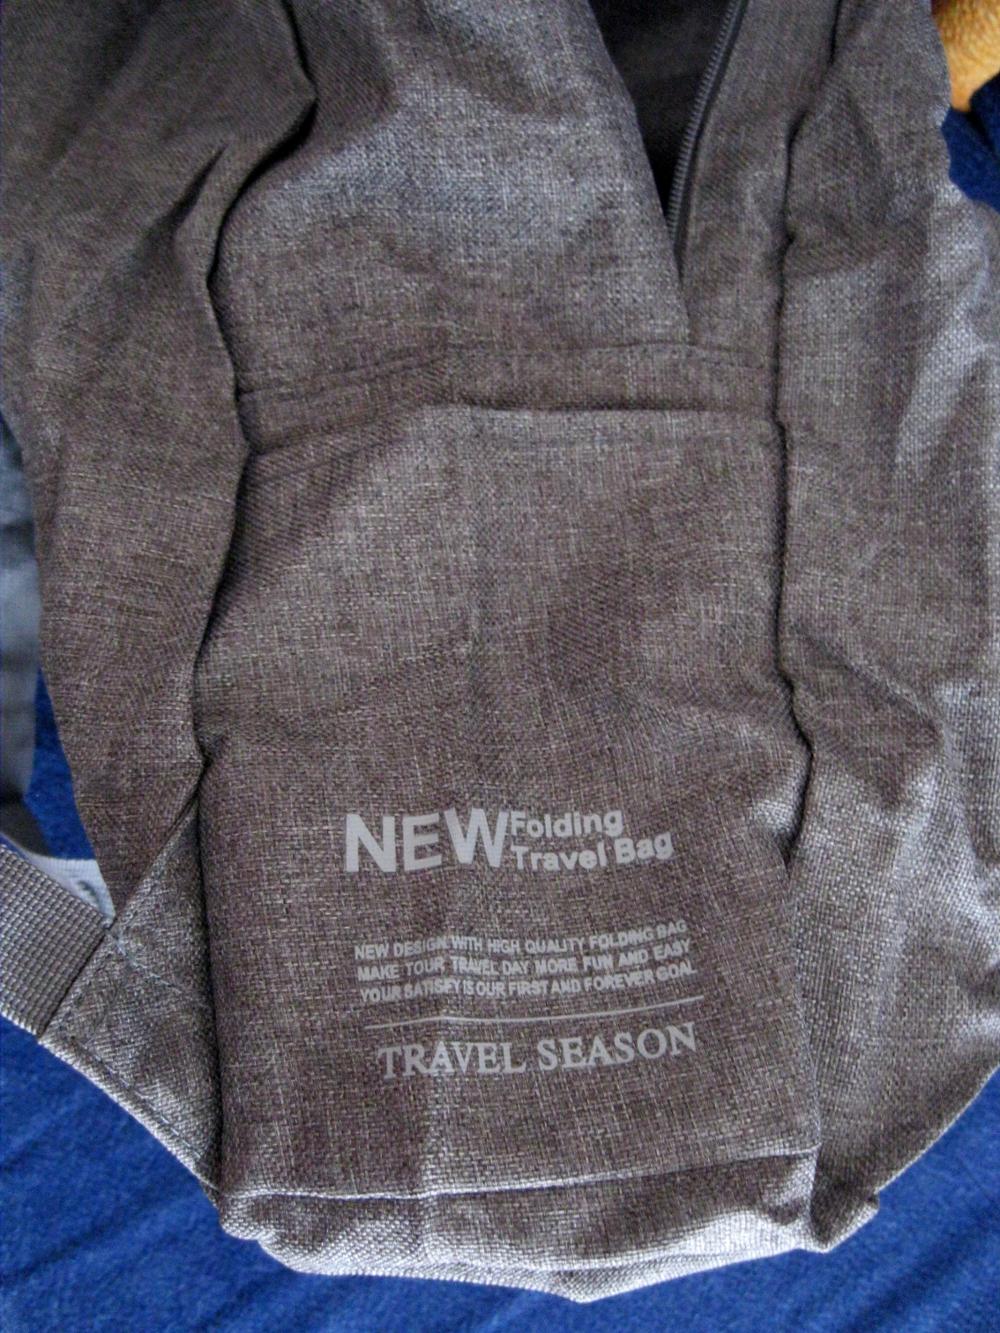 NEW Folding
Travel Bag
NEW DESIGN WITH HIGH QUALITY FOLDING BAG
MAKE TOUR TRAVEL DAY MORE FUN AND EASY
YOUR SATISFY IS OUR FIRST AND FOREVER GOAL
TRAVEL SEASON